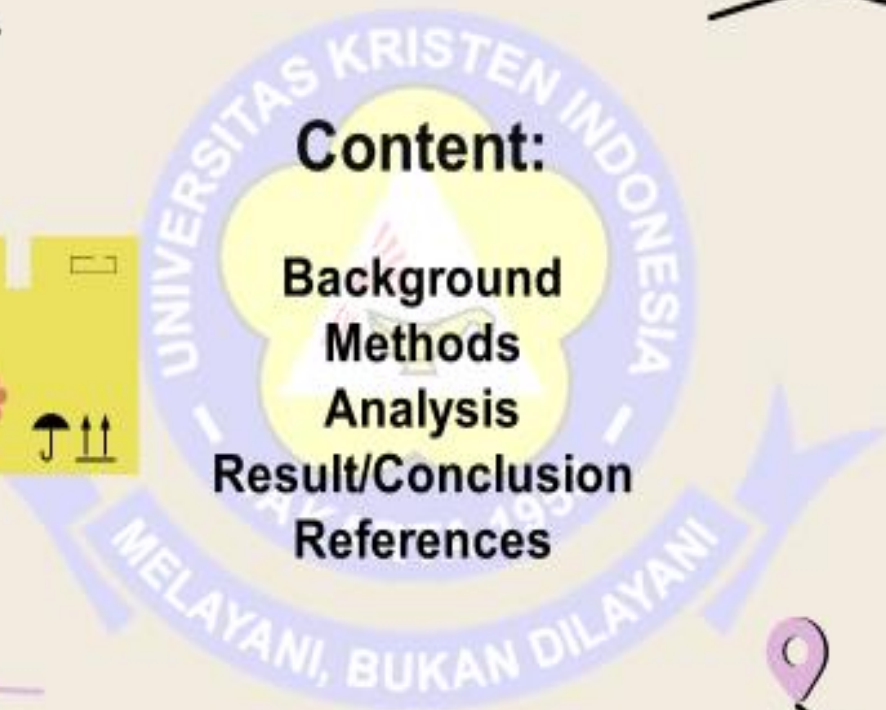 UNIVERSITAS KRISTEN INDONESIA
Content:
Background
Methods
Analysis
Result/Conclusion
References
MELAYANI, BUKAN DILAYANI